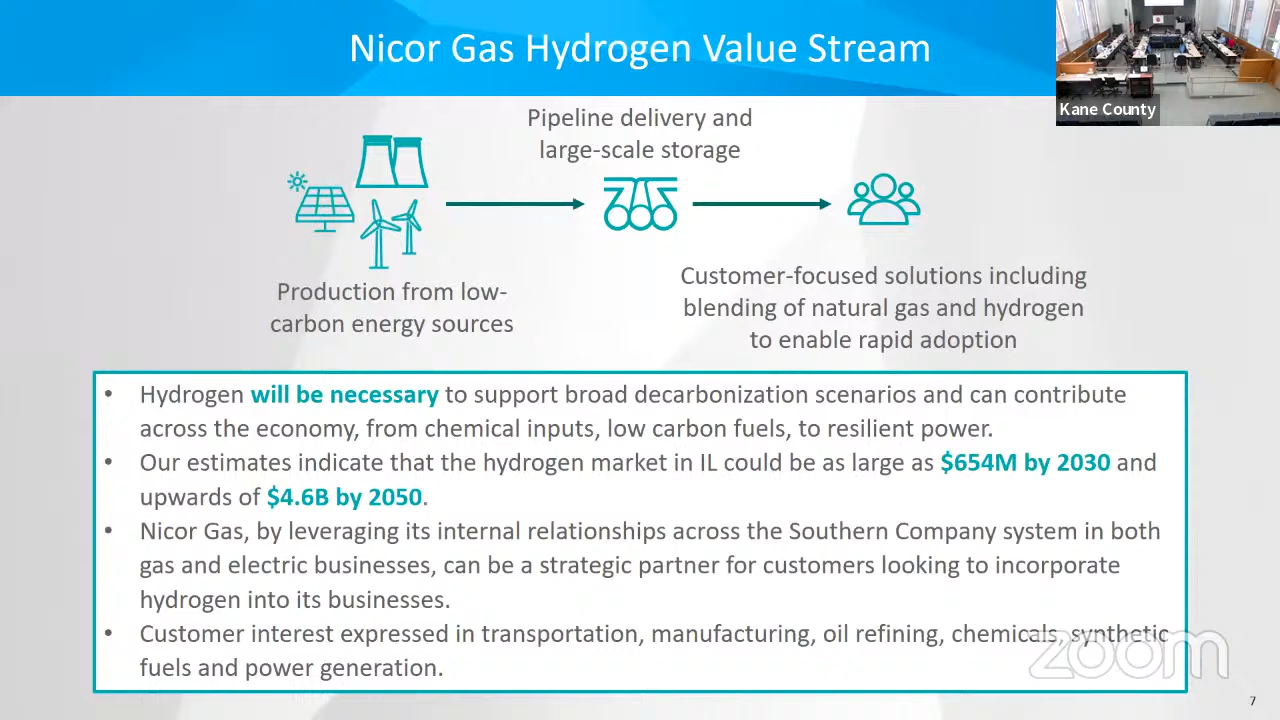 Nicor Gas Hydrogen Value Stream
Kane County
Pipeline delivery and
large-scale storage
Production from low-
carbon energy sources
Customer-focused solutions including
blending of natural gas and hydrogen
to enable rapid adoption
• Hydrogen will be necessary to support broad decarbonization scenarios and can contribute
across the economy, from chemical inputs, low carbon fuels, to resilient power.
• Our estimates indicate that the hydrogen market in IL could be as large as $654M by 2030 and
upwards of $4.6B by 2050.
• Nicor Gas, by leveraging its internal relationships across the Southern Company system in both
gas and electric businesses, can be a strategic partner for customers looking to incorporate
hydrogen into its businesses.
• Customer interest expressed in transportation, manufacturing, oil refining, chemicals, synthetic
fuels and power generation.
zoom
7